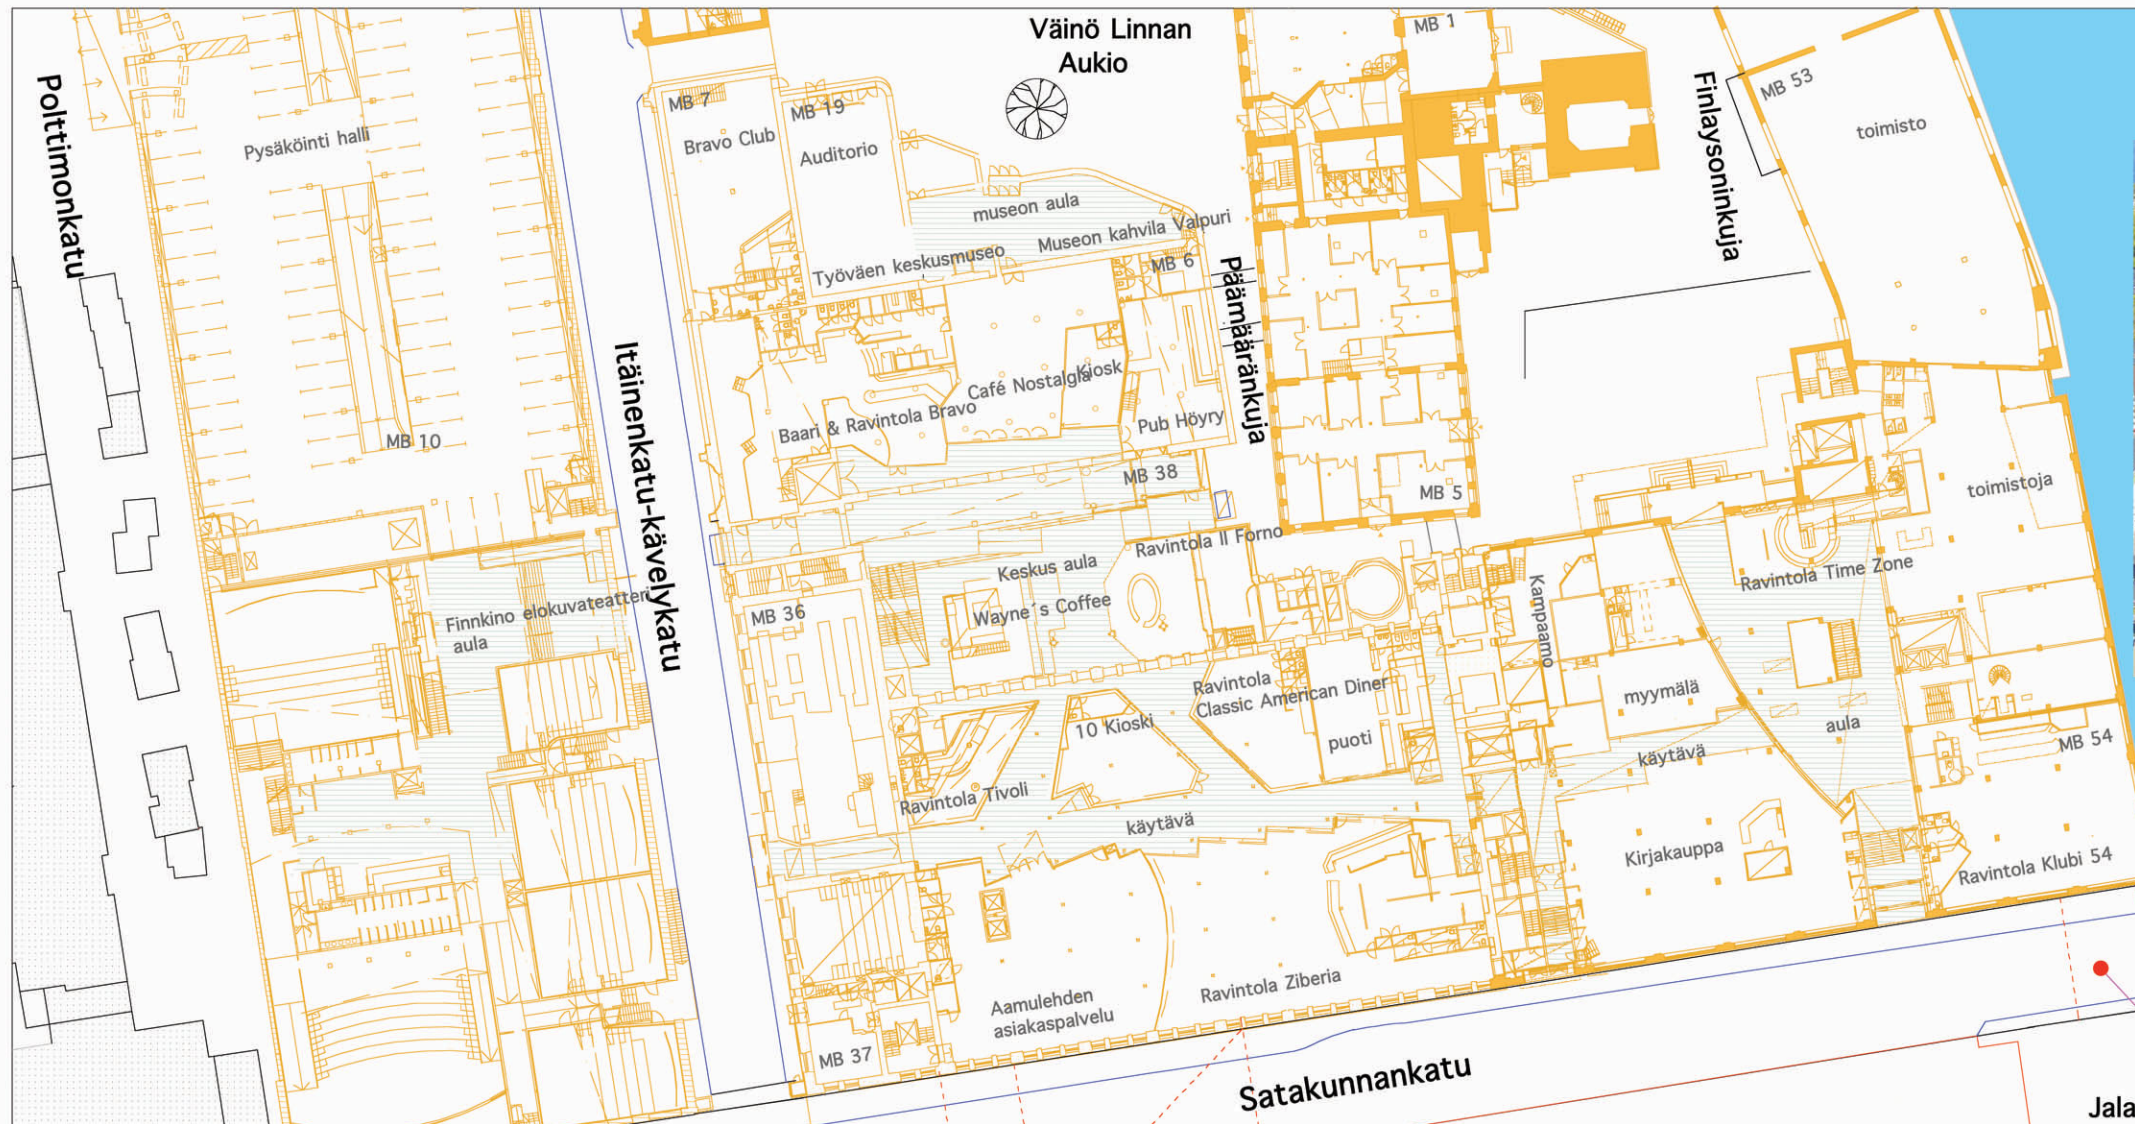 Väinö Linnan
Aukio
MB 1
Polttimonkatu
Pysäköinti halli
MB 7
Bravo Club
MB 19
Auditorio
Finlaysoninkuja
MB 53
toimisto
museon aula
Museon kahvila Valpuri
Työväen keskusmuseo
MB 6
Päämääränkuja
Itäinenkatu-kävelykatu
Café Nostalgia
Kiosk
Baari & Ravintola Bravo
Pub Höyry
MB 10
MB 38
MB 5
toimistoja
Ravintola Il Forno
Keskus aula
Wayne´s Coffee
MB 36
Finnkino elokuvateatteri
aula
Kampaamo
Ravintola Time Zone
Ravintola
Classic American Diner
10 Kioski
puoti
myymälä
käytävä
aula
MB 54
Ravintola Tivoli
käytävä
Kirjakauppa
Ravintola Klubi 54
Aamulehden
asiakaspalvelu
Ravintola Ziberia
MB 37
Satakunnankatu
Jala